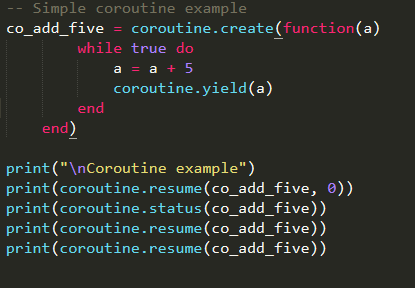 -- Simple coroutine example
co_add_five = coroutine.create(function(a)
        while true do
            a = a + 5
            coroutine.yield(a)
        end
    end)

print("\nCoroutine example")
print(coroutine.resume(co_add_five, 0))
print(coroutine.status(co_add_five))
print(coroutine.resume(co_add_five))
print(coroutine.resume(co_add_five))